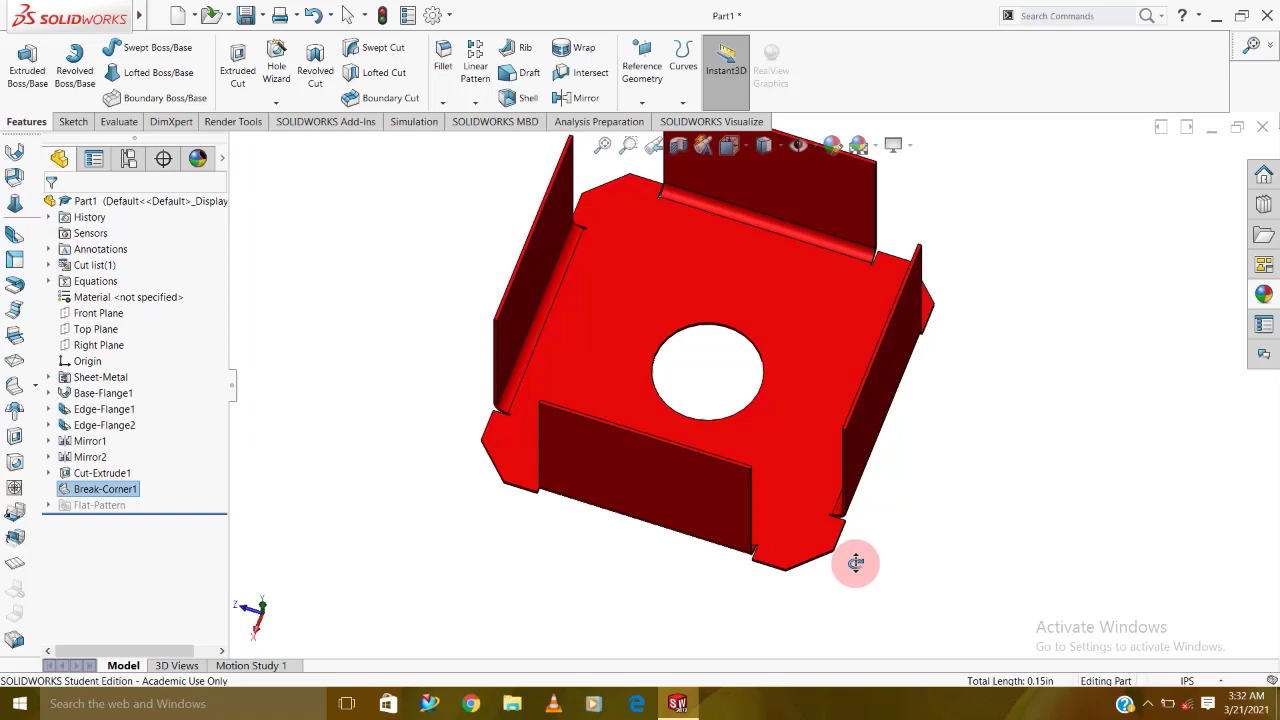 SOLIDWORKS
Part1 *
Search Commands
Extruded Boss/Base
Revolved Boss/Base
Swept Boss/Base
Lofted Boss/Base
Boundary Boss/Base
Extruded Cut
Hole Wizard
Revolved Cut
Swept Cut
Lofted Cut
Boundary Cut
Fillet
Linear Pattern
Rib
Draft
Shell
Wrap
Intersect
Mirror
Reference Geometry
Curves
Instant3D
RealView Graphics
Features Sketch Evaluate DimXpert Render Tools SOLIDWORKS Add-Ins Simulation SOLIDWORKS MBD Analysis Preparation SOLIDWORKS Visualize
Part1 (Default<<Default>_Display
History
Sensors
Annotations
Cut list(1)
Equations
Material <not specified>
Front Plane
Top Plane
Right Plane
Origin
Sheet-Metal
Base-Flange1
Edge-Flange1
Edge-Flange2
Mirror1
Mirror2
Cut-Extrude1
Break-Corner1
Flat-Pattern
Y
Z
X
Activate Windows
Go to Settings to activate Windows.
Model 3D Views Motion Study 1
SOLIDWORKS Student Edition - Academic Use Only
Total Length: 0.15in Editing Part IPS
Search the web and Windows
3:32 AM
3/21/2021